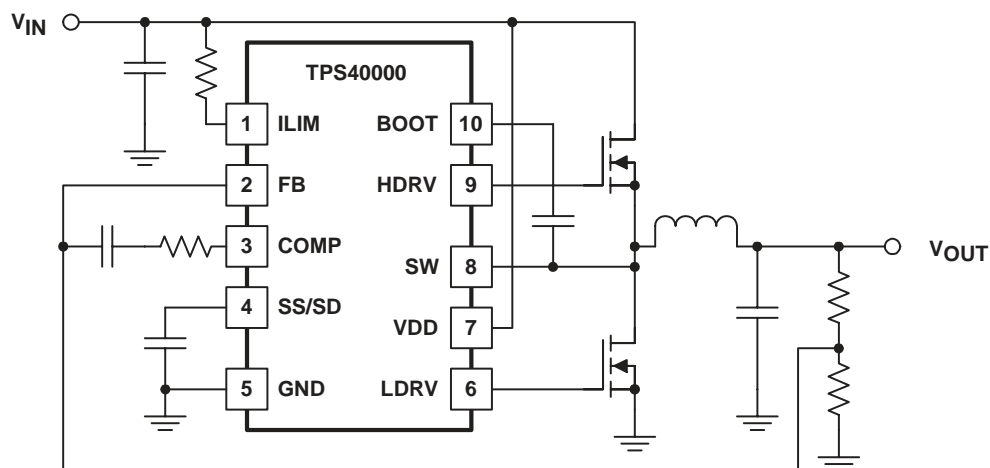 VIN
TPS40000
1 ILIM
BOOT 10
2 FB
HDRV 9
3 COMP
SW 8
VOUT
4 SS/SD
VDD 7
5 GND
LDRV 6